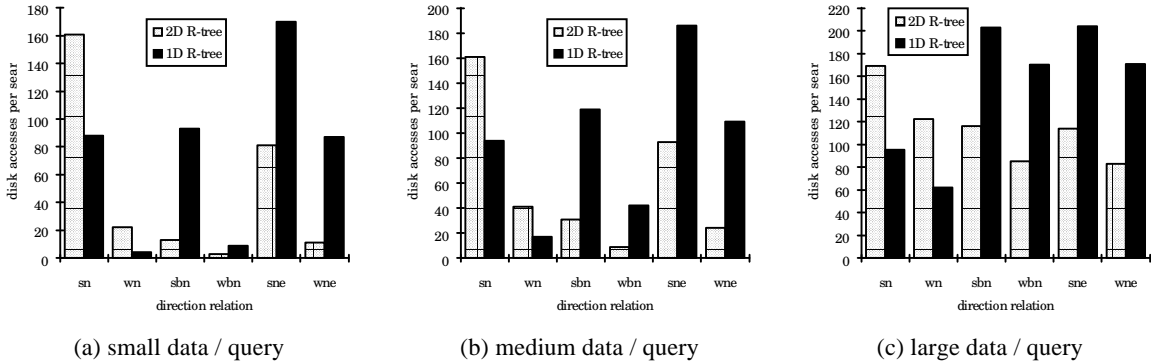 disk accesses per sear
160
140
120
100
80
60
40
20
0
2D R-tree
1D R-tree
sn wn sbn wbn sne wne
direction relation
(a) small data / query
disk accesses per sear
200
180
160
140
120
100
80
60
40
20
0
2D R-tree
1D R-tree
sn wn sbn wbn sne wne
direction relation
(b) medium data / query
disk accesses per sear
220
200
180
160
140
120
100
80
60
40
20
0
2D R-tree
1D R-tree
sn wn sbn wbn sne wne
direction relation
(c) large data / query